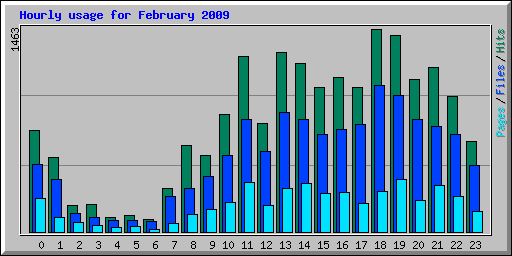 Hourly usage for February 2009
1463
Pages / Files / Hits
0 1 2 3 4 5 6 7 8 9 10 11 12 13 14 15 16 17 18 19 20 21 22 23